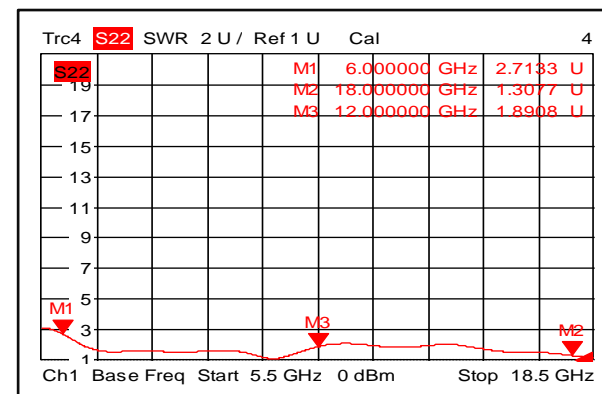 Trc4 S22 SWR 2 U / Ref 1 U Cal 4
S22 M1 6.000000 GHz 2.7133 U
19 M2 18.000000 GHz 1.3077 U
17 M3 12.000000 GHz 1.8908 U
15
13
11
9
7
5
M1
3 M3 M2
1
Ch1 Base Freq Start 5.5 GHz 0 dBm Stop 18.5 GHz